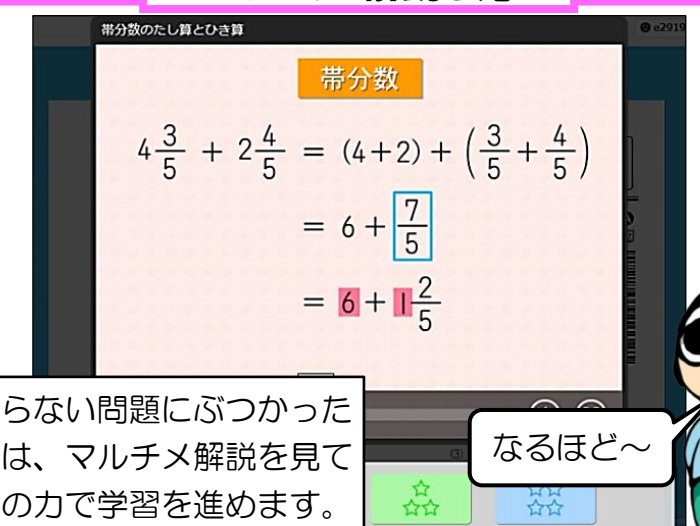 帯分数のたし算とひき算
e2919
帯分数
4 3/5 + 2 4/5 = (4+2) + (3/5 + 4/5)
= 6 + 7/5
= 6 + 1 2/5
らない問題にぶつかった
は、マルチメ解説を見て
の力で学習を進めます。
(3)
なるほど～